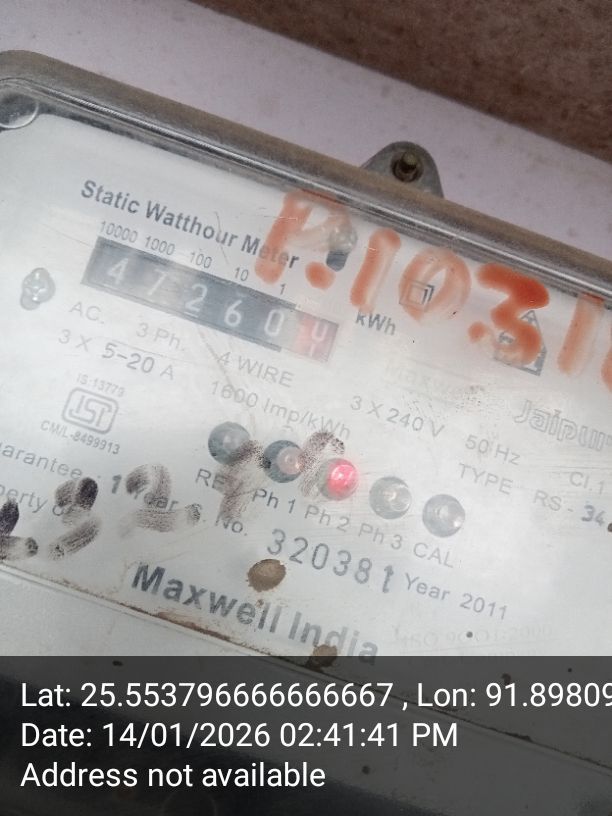 Static Watthour Meter
10000 1000 100 10 1
4 7 2 6 0 4 kWh
AC. 3 Ph. 4 WIRE
3 X 5-20 A 1600 Imp/kWh 3 X 240 V 50 Hz Cl.1
IS:13779
CM/L-8499913
TYPE RS-
Jaipur
Ph 1 Ph 2 Ph 3 CAL
1 Year
No. 320381 Year 2011
Maxwell India
Lat: 25.553796666666667 , Lon: 91.89809
Date: 14/01/2026 02:41:41 PM
Address not available